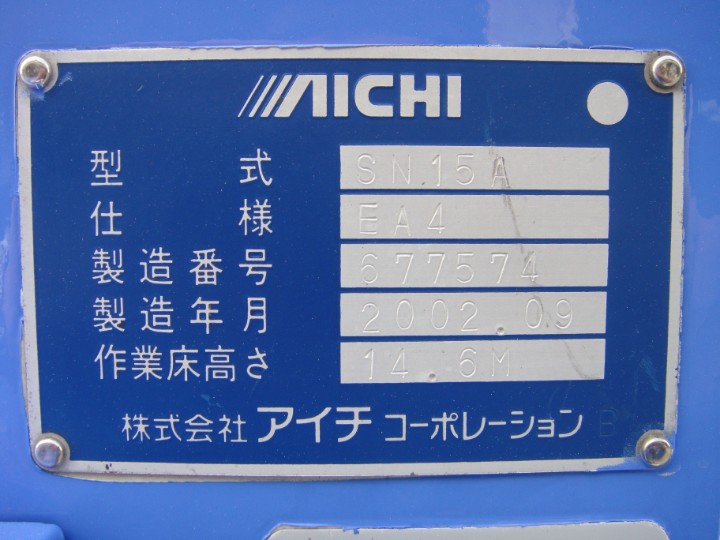 AICHI
型式 SN15A
仕様 EA4
製造番号 677574
製造年月 2002.09
作業床高さ 14.6M
株式会社 アイチ コーポレーション B